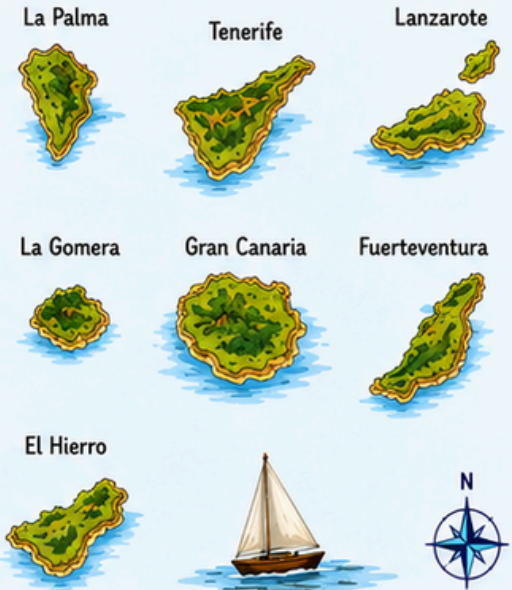 La Palma
Tenerife
Lanzarote
La Gomera
Gran Canaria
Fuerteventura
El Hierro
N